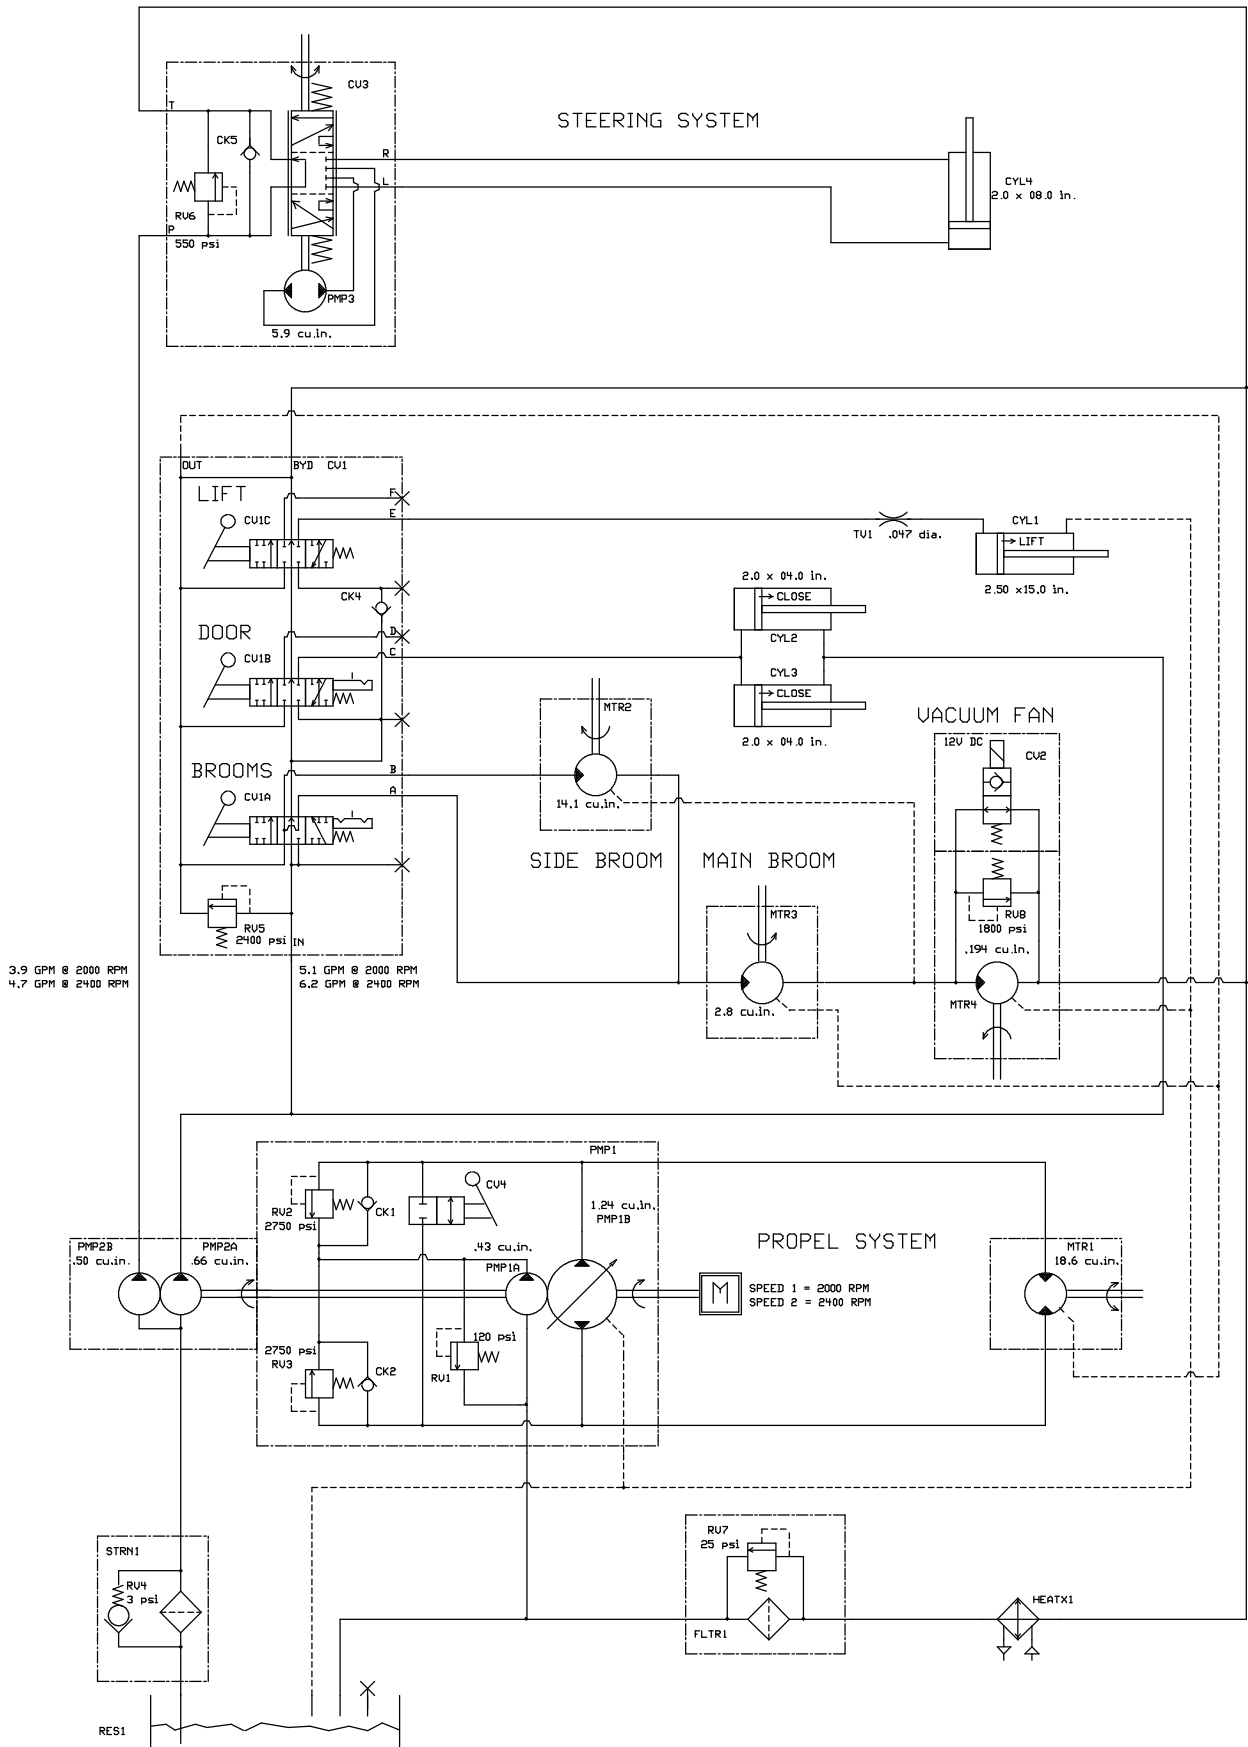 CV3
T
STEERING SYSTEM
CK5
R
CYL4
2.0 x 08.0 in.
L
RV6
P
550 psi
PMP3
5.9 cu.in.
OUT
BYD
CV1
LIFT
F
CV1C
E
CYL1
TV1
.047 dia.
LIFT
2.0 x 04.0 in.
2.50 x15.0 in.
CK4
CLOSE
DOOR
D
CYL2
C
CV1B
CYL3
CLOSE
MTR2
VACUUM FAN
12V DC
2.0 x 04.0 in.
CV2
BROOMS
B
A
CV1A
14.1 cu.in.
SIDE BROOM
MAIN BROOM
MTR3
RV8
1800 psi
RV5
2400 psi
IN
.194 cu.in.
3.9 GPM @ 2000 RPM
4.7 GPM @ 2400 RPM
5.1 GPM @ 2000 RPM
6.2 GPM @ 2400 RPM
MTR4
2.8 cu.in.
PMP1
CV4
RV2
2750 psi
CK1
1.24 cu.in.
PMP1B
PMP2B
.50 cu.in.
PMP2A
.66 cu.in.
.43 cu.in.
PMP1A
PROPEL SYSTEM
MTR1
18.6 cu.in.
M
SPEED 1 = 2000 RPM
SPEED 2 = 2400 RPM
120 psi
2750 psi
RV3
CK2
RV1
RV7
25 psi
STRN1
RV4
3 psi
HEATX1
FLTR1
RES1